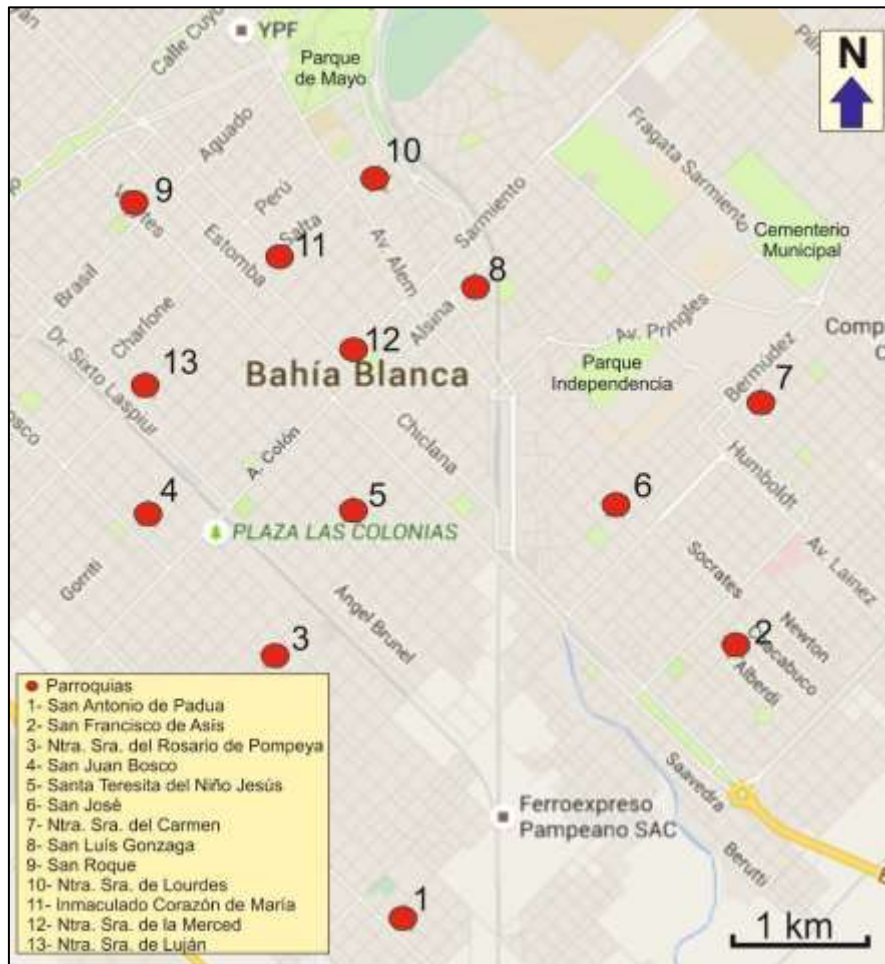 Calle Cuyo
YPF
Parque
de Mayo
N
Aguado
Fragata Sarmiento
10
9
Perú
Salta
Sarmiento
Cementerio
Municipal
11
Estomba
Av. Alem
8
Brasil
Alsina
Av. Pringles
Charlone
12
Parque
Independencia
Bermúdez
Dr. Sixto Laspiur
13
Bahía Blanca
7
Chiclana
A. Colón
Humboldt
4
5
6
PLAZA LAS COLONIAS
Av. Lainez
Gorriti
Socrates
Ángel Brunel
Newton
2
Chacabuco
Alberdi
3
Parroquias
1- San Antonio de Padua
2- San Francisco de Asís
3- Ntra. Sra. del Rosario de Pompeya
4- San Juan Bosco
5- Santa Teresita del Niño Jesús
6- San José
7- Ntra. Sra. del Carmen
8- San Luís Gonzaga
9- San Roque
10- Ntra. Sra. de Lourdes
11- Inmaculado Corazón de María
12- Ntra. Sra. de la Merced
13- Ntra. Sra. de Luján
Saavedra
Ferroexpreso
Pampeano SAC
Berutti
1
1 km